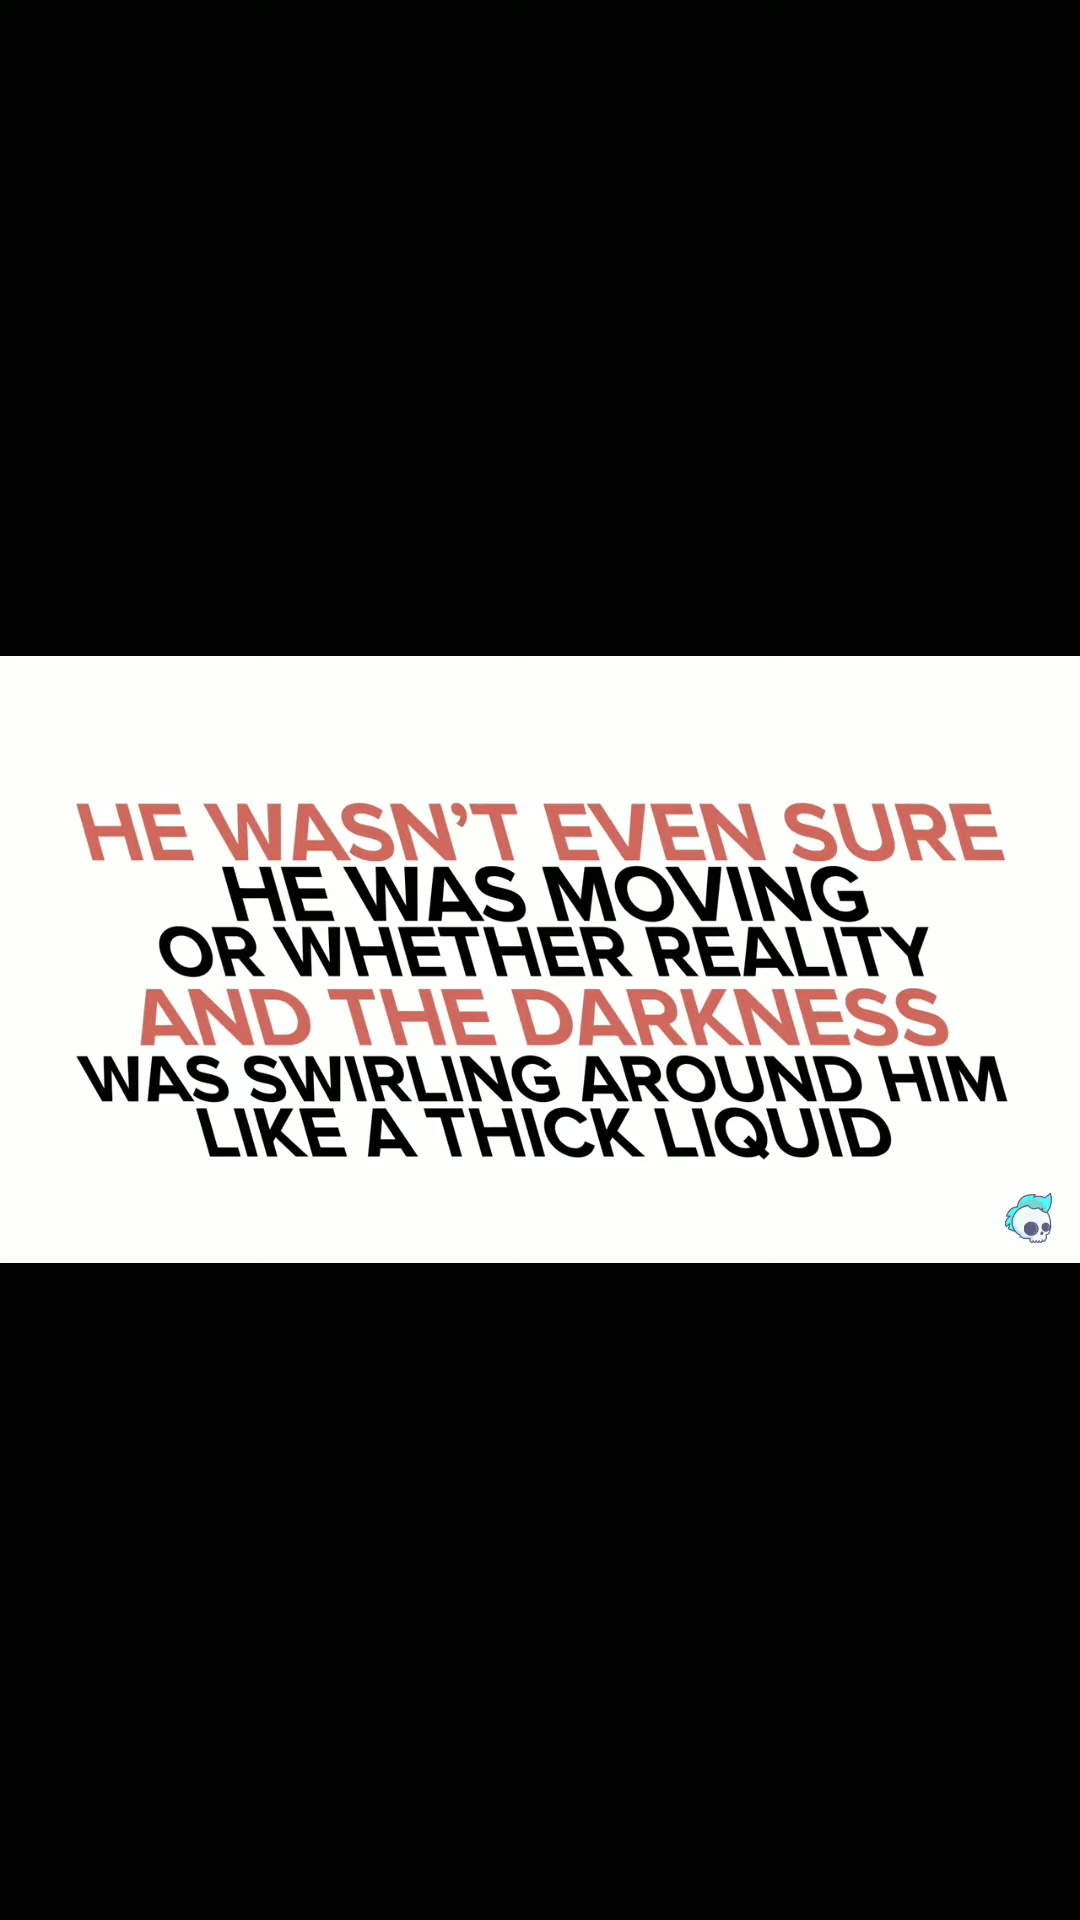 HE WASN’T EVEN SURE
HE WAS MOVING
OR WHETHER REALITY
AND THE DARKNESS
WAS SWIRLING AROUND HIM
LIKE A THICK LIQUID